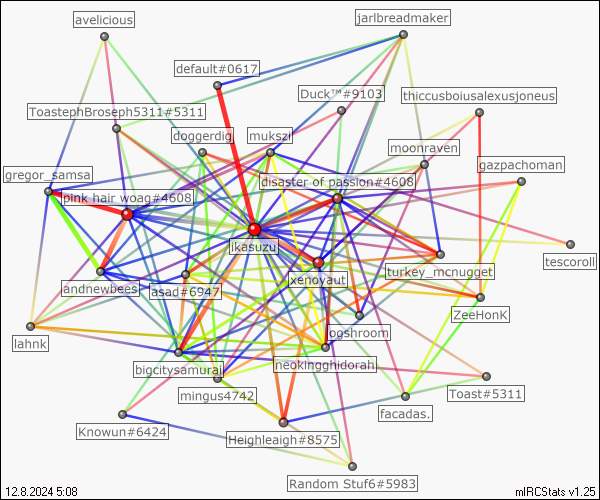 avelicious
jarlbreadmaker
default#0617
Duck™#9103
thiccusboiusalexusjoneus
ToastephBroseph5311#5311
doggerdig
mukszi
moonraven
gazpachoman
gregor_samsa
disaster of passion#4608
pink hair woag#4608
likasuzu
tescoroll
turkey_mcnugget
xenoyaut
andnewbees
asad#6947
ZeeHonK
ogshroom
lahnk
bigcitysamurai
neokingghidorah
mingus4742
Toast#5311
facadas.
Knowun#6424
Heighleaigh#8575
Random Stuf6#5983
12.8.2024 5:08
mIRCStats v1.25